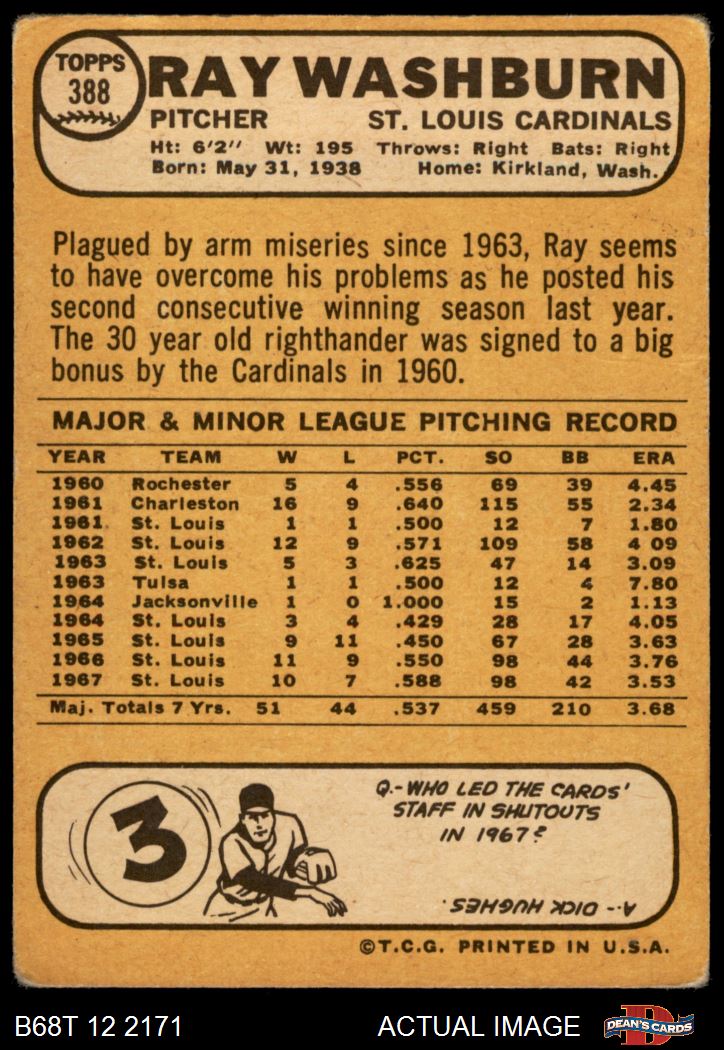 TOPPS
388
RAY WASHBURN
PITCHER ST. LOUIS CARDINALS
Ht: 6'2" Wt: 195 Throws: Right Bats: Right
Born: May 31, 1938 Home: Kirkland, Wash.
Plagued by arm miseries since 1963, Ray seems
to have overcome his problems as he posted his
second consecutive winning season last year.
The 30 year old righthander was signed to a big
bonus by the Cardinals in 1960.
MAJOR & MINOR LEAGUE PITCHING RECORD
YEAR TEAM W L PCT. SO BB ERA
1960 Rochester 5 4 .556 69 39 4.45
1961 Charleston 16 9 .640 115 55 2.34
1961 St. Louis 1 1 .500 12 7 1.80
1962 St. Louis 12 9 .571 109 58 4 09
1963 St. Louis 5 3 .625 47 14 3.09
1963 Tulsa 1 1 .500 12 4 7.80
1964 Jacksonville 1 0 1.000 15 2 1.13
1964 St. Louis 3 4 .429 28 17 4.05
1965 St. Louis 9 11 .450 67 28 3.63
1966 St. Louis 11 9 .550 98 44 3.76
1967 St. Louis 10 7 .588 98 42 3.53
Maj. Totals 7 Yrs. 51 44 .537 459 210 3.68
3
Q.-WHO LED THE CARDS'
STAFF IN SHUTOUTS
IN 1967?
A-- DICK HUGHES.
©T.C.G. PRINTED IN U.S.A.
B68T 12 2171 ACTUAL IMAGE D DEAN'S CARDS